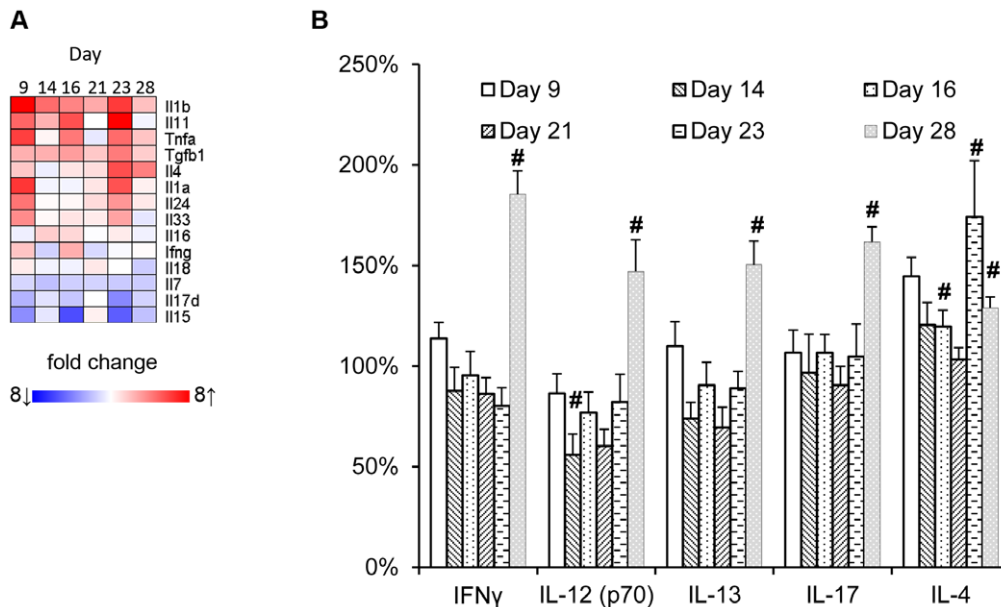 A
Day
9 14 16 21 23 28
Il1b
Il11
Tnfa
Tgfb1
Il4
Il1a
Il24
Il33
Il16
Ifng
Il18
Il7
Il17d
Il15
fold change
8↓ 8↑
B
250%
200%
150%
100%
50%
0%
Day 9 Day 14 Day 16
Day 21 Day 23 Day 28
# # # # # # # #
IFNγ IL-12 (p70) IL-13 IL-17 IL-4